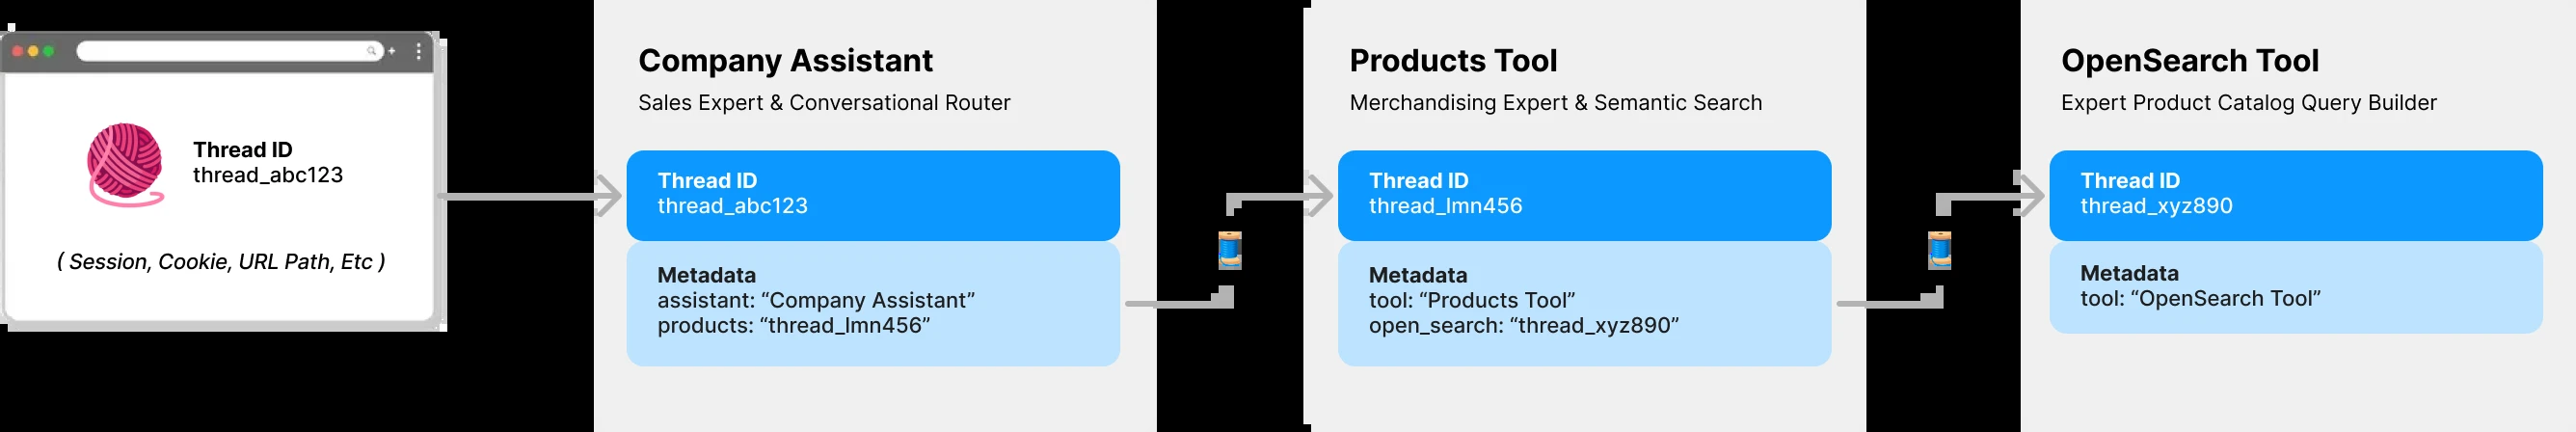 Thread ID
thread_abc123
( Session, Cookie, URL Path, Etc )
Company Assistant
Sales Expert & Conversational Router
Thread ID
thread_abc123
Metadata
assistant: “Company Assistant”
products: “thread_lmn456”
Products Tool
Merchandising Expert & Semantic Search
Thread ID
thread_lmn456
Metadata
tool: “Products Tool”
open_search: “thread_xyz890”
OpenSearch Tool
Expert Product Catalog Query Builder
Thread ID
thread_xyz890
Metadata
tool: “OpenSearch Tool”